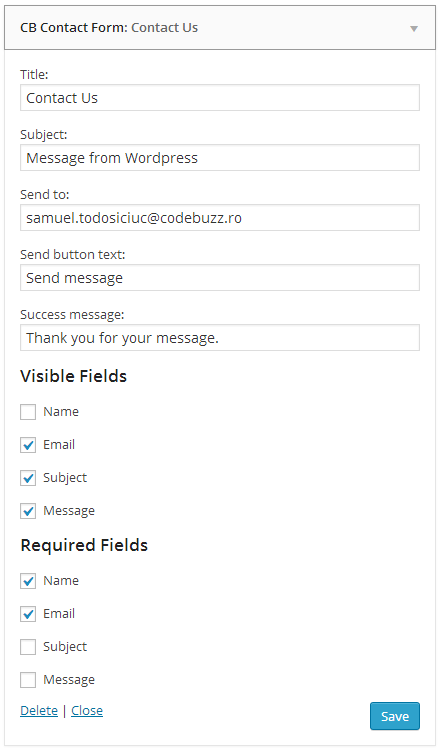 CB Contact Form: Contact Us
Title:
Contact Us
Subject:
Message from Wordpress
Send to:
samuel.todosiciuc@codebuzz.ro
Send button text:
Send message
Success message:
Thank you for your message.
Visible Fields
Name
Email
Subject
Message
Required Fields
Name
Email
Subject
Message
Delete | Close
Save